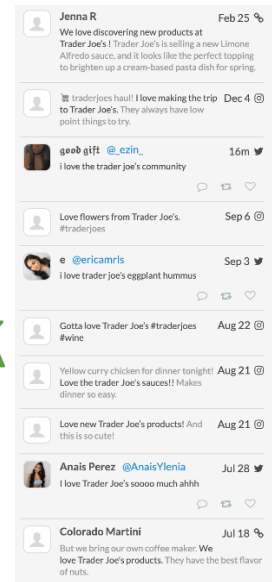 Jenna R Feb 25
We love discovering new products at
Trader Joe's ! Trader Joe's is selling a new Limone
Alfredo sauce, and it looks like the perfect topping
to brighten up a cream-based pasta dish for spring.
traderjoes haul! I love making the trip Dec 4
to Trader Joe's. They always have low
point things to try.
𝖌𝖔𝖔𝖉 𝖌𝖎𝖋𝖙 @_ezin_ 16m
i love the trader joe's community
Love flowers from Trader Joe's. Sep 6
#traderjoes
e @ericamrls Sep 3
i love trader joe's eggplant hummus
Gotta love Trader Joe's #traderjoes Aug 22
#wine
Yellow curry chicken for dinner tonight! Aug 21
Love the trader Joe's sauces!! Makes
dinner so easy.
Love new Trader Joe's products! And Aug 21
this is so cute!
Anais Perez @AnaisYlenia Jul 28
I love Trader Joe's soooo much ahhh
Colorado Martini Jul 18
But we bring our own coffee maker. We
love Trader Joe's products. They have the best flavor
of nuts.